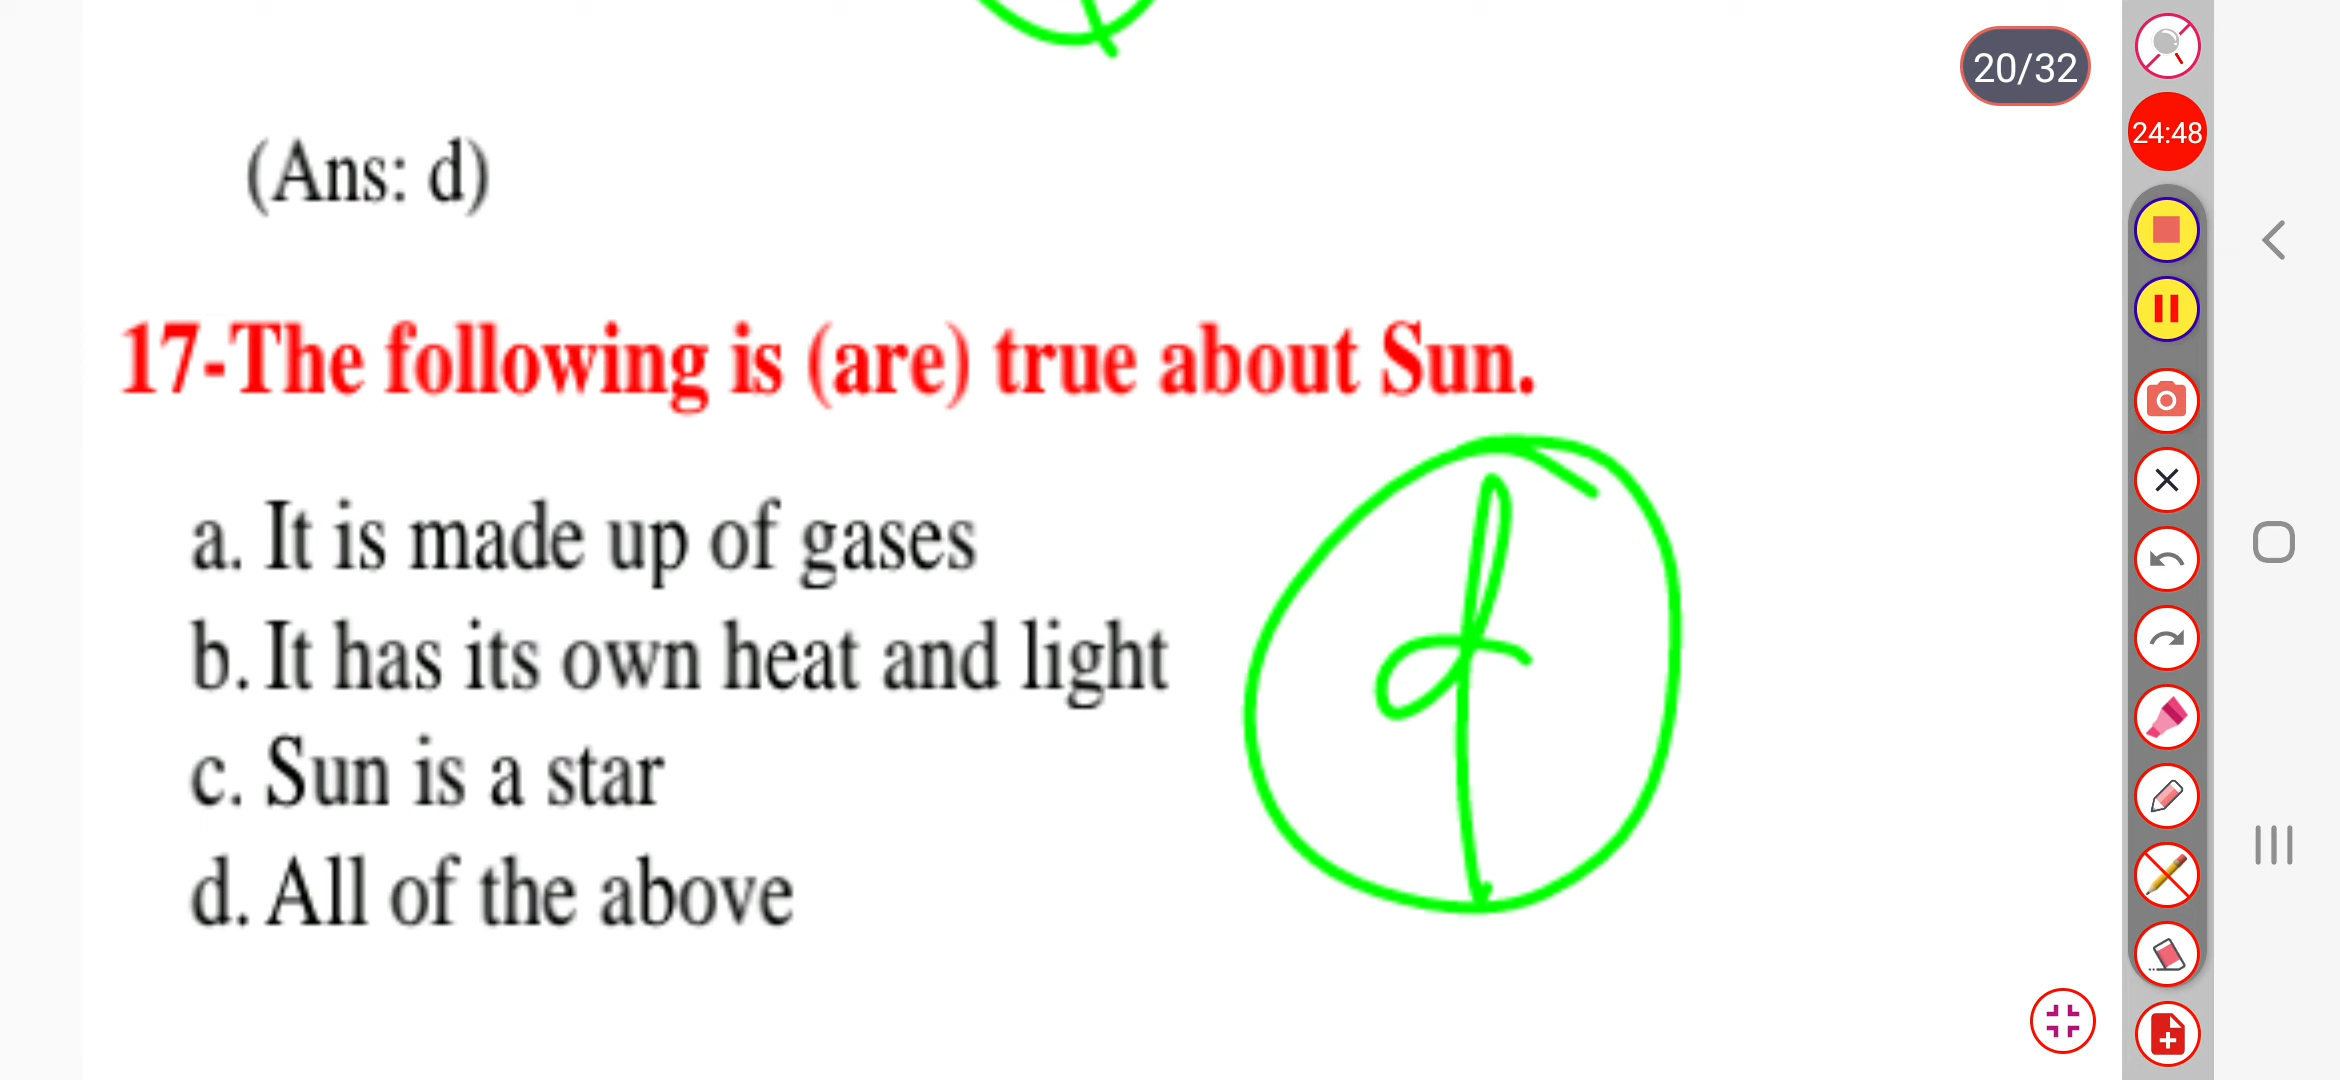 20/32
24:48
(Ans: d)
17-The following is (are) true about Sun.
a. It is made up of gases
b. It has its own heat and light
c. Sun is a star
d. All of the above
d